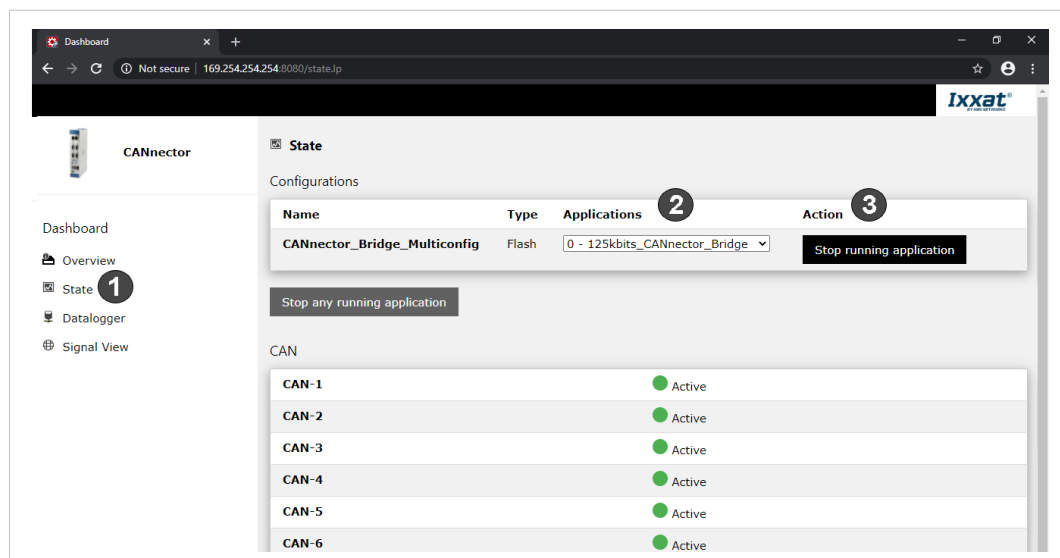 Dashboard
Not secure | 169.254.254.254:8080/state.lp
Ixxat®
BY HMS NETWORKS
CANnector
State
Configurations
Name Type Applications 2 Action 3
CANnector_Bridge_Multiconfig Flash 0 - 125kbits_CANnector_Bridge Stop running application
Dashboard
Overview
State 1
Datalogger
Signal View
Stop any running application
CAN
CAN-1 Active
CAN-2 Active
CAN-3 Active
CAN-4 Active
CAN-5 Active
CAN-6 Active